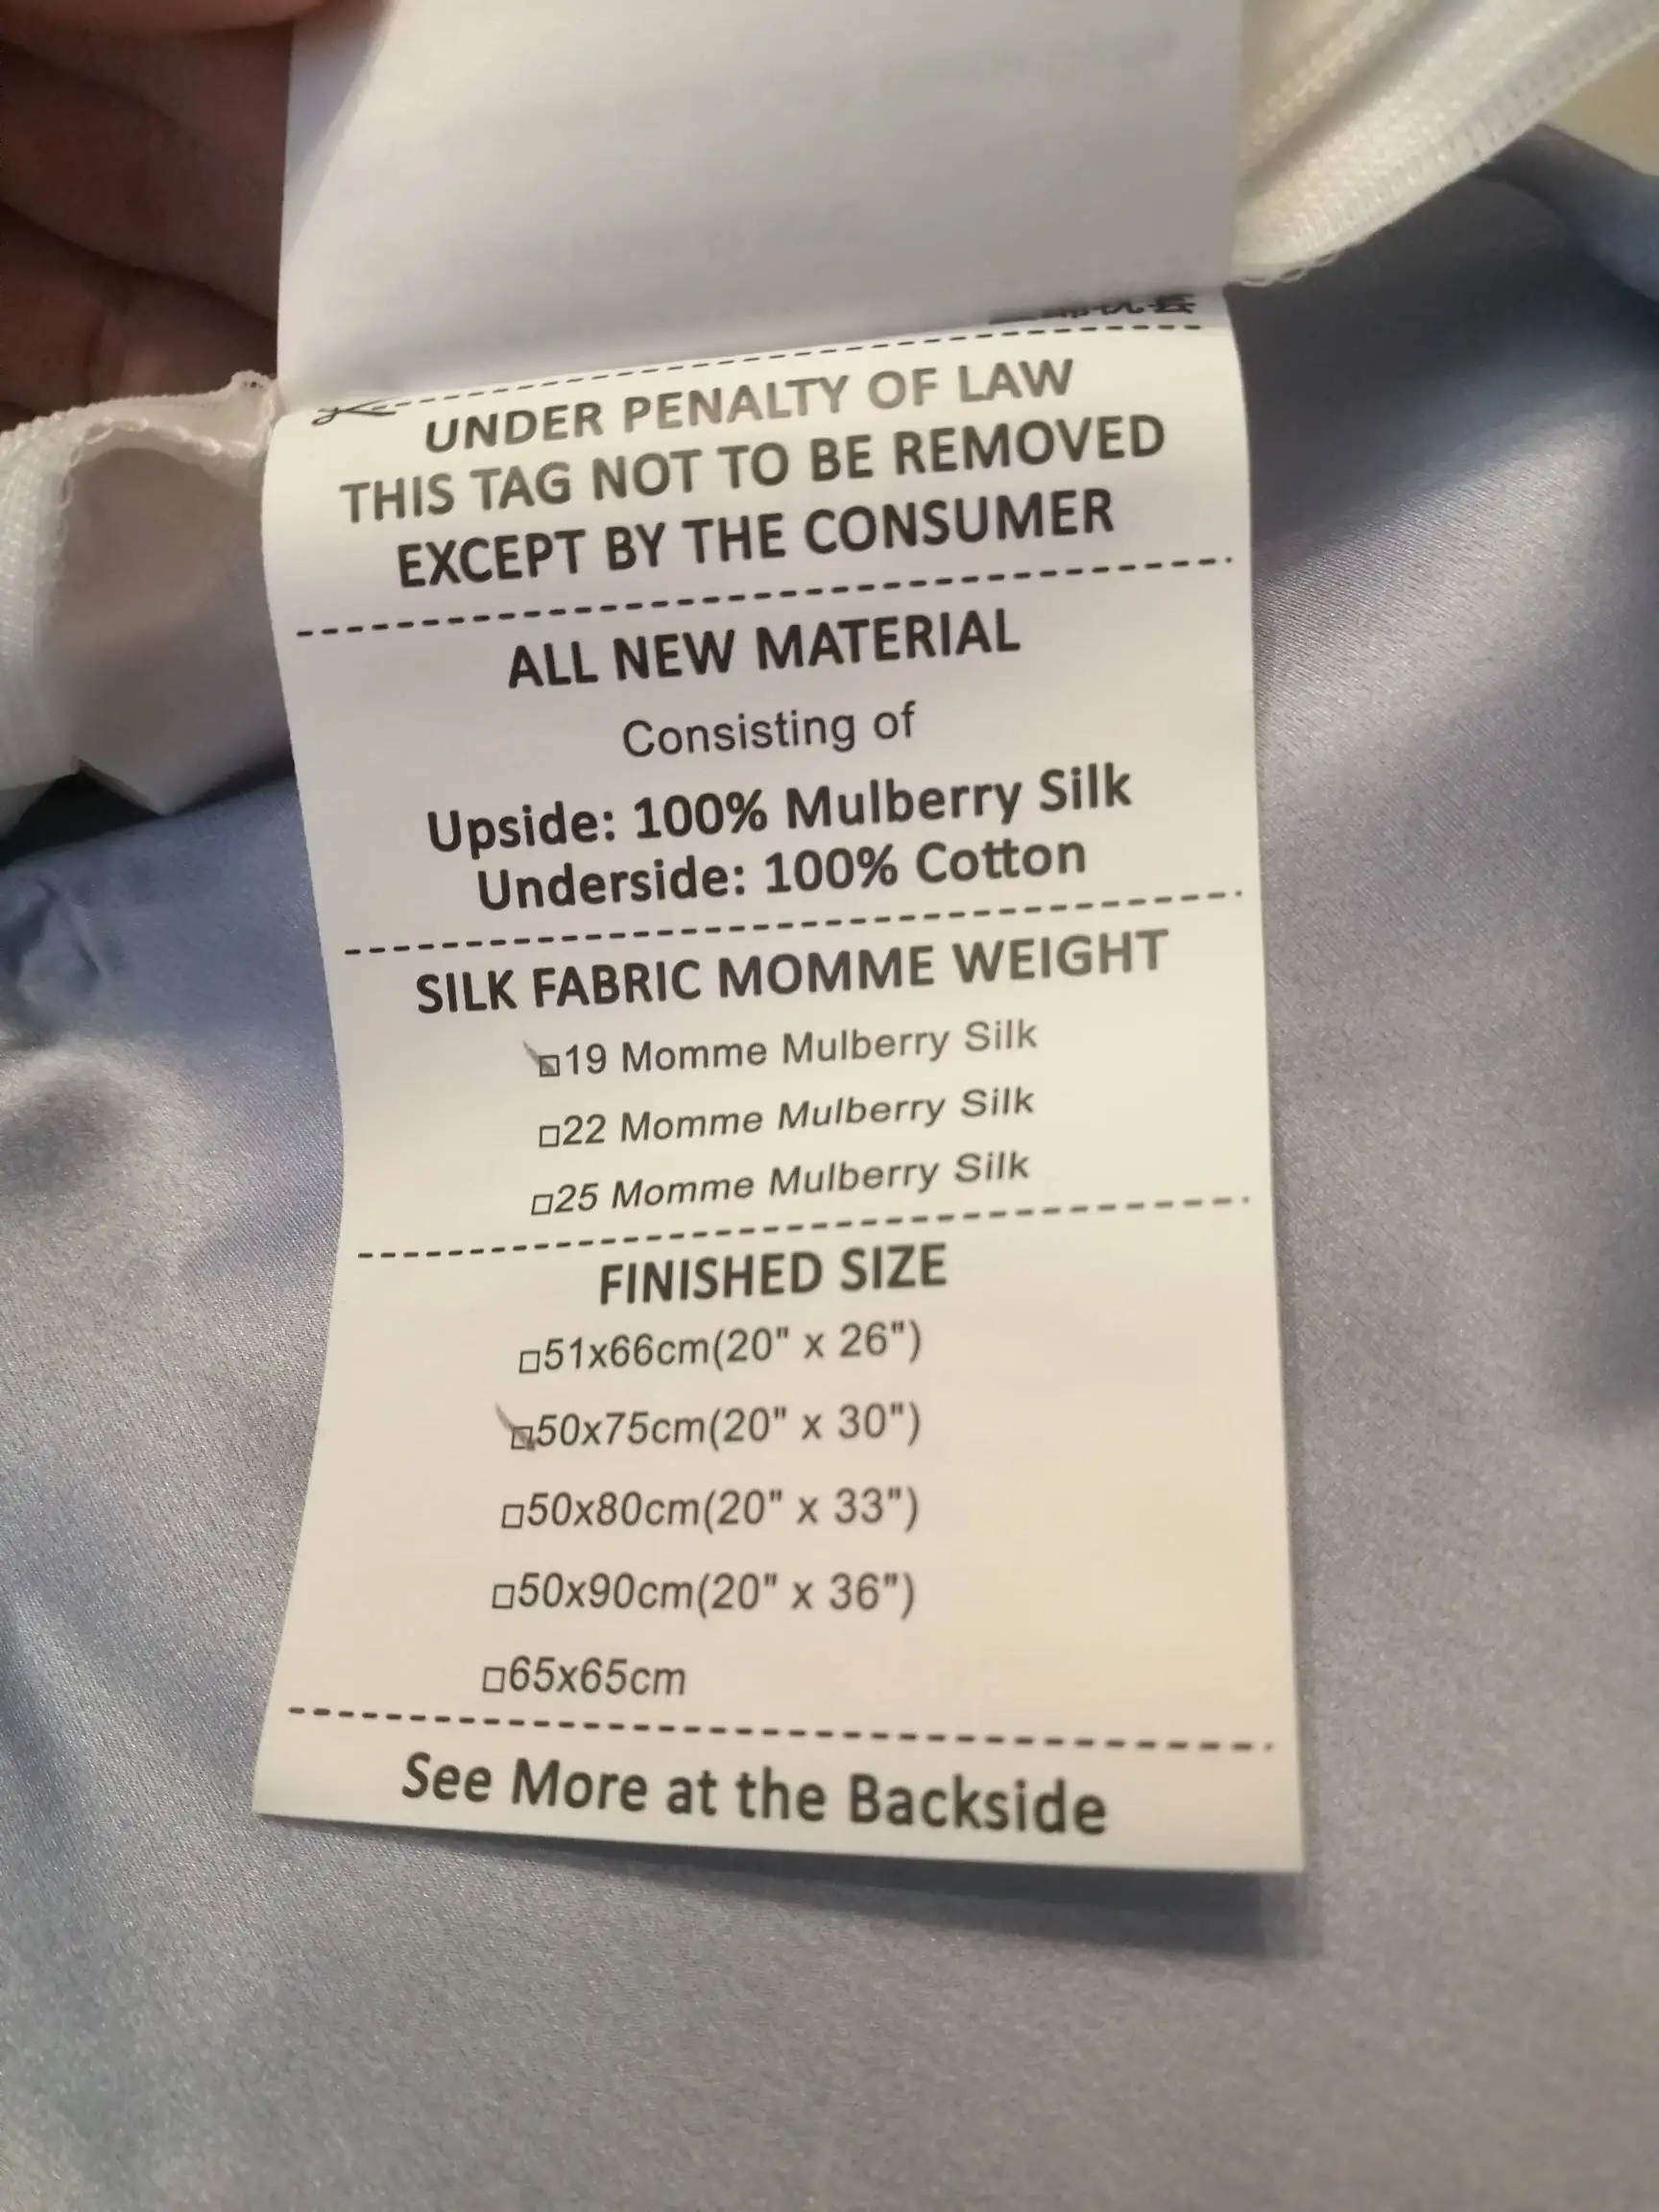 UNDER PENALTY OF LAW
THIS TAG NOT TO BE REMOVED
EXCEPT BY THE CONSUMER
ALL NEW MATERIAL
Consisting of
Upside: 100% Mulberry Silk
Underside: 100% Cotton
SILK FABRIC MOMME WEIGHT
☑19 Momme Mulberry Silk
□22 Momme Mulberry Silk
□25 Momme Mulberry Silk
FINISHED SIZE
□51x66cm(20" x 26")
☑50x75cm(20" x 30")
□50x80cm(20" x 33")
□50x90cm(20" x 36")
□65x65cm
See More at the Backside